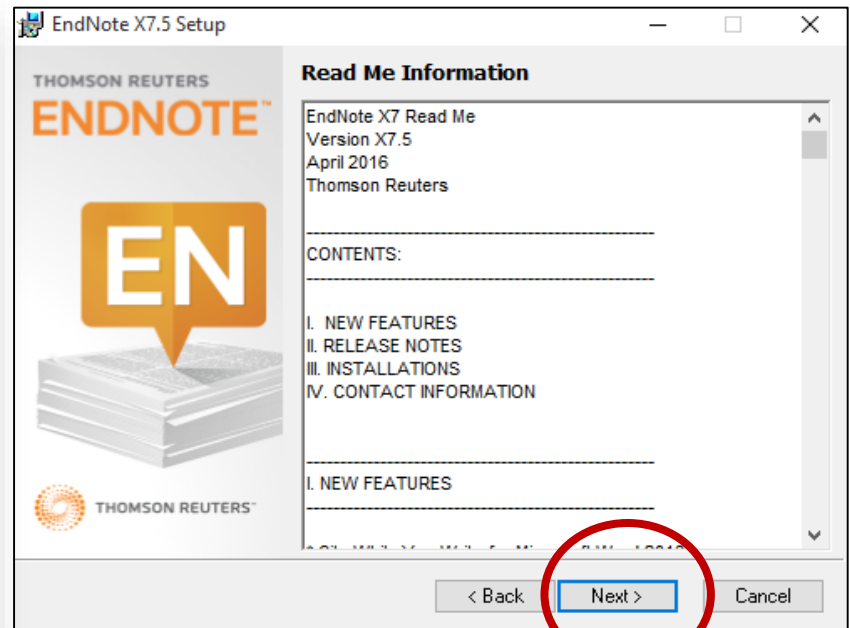 EndNote X7.5 Setup
THOMSON REUTERS
ENDNOTE™
EN
THOMSON REUTERS™
Read Me Information
EndNote X7 Read Me
Version X7.5
April 2016
Thomson Reuters
------------------------------------------------------------
CONTENTS:
------------------------------------------------------------
I. NEW FEATURES
II. RELEASE NOTES
III. INSTALLATIONS
IV. CONTACT INFORMATION
------------------------------------------------------------
I. NEW FEATURES
------------------------------------------------------------
< Back
Next >
Cancel